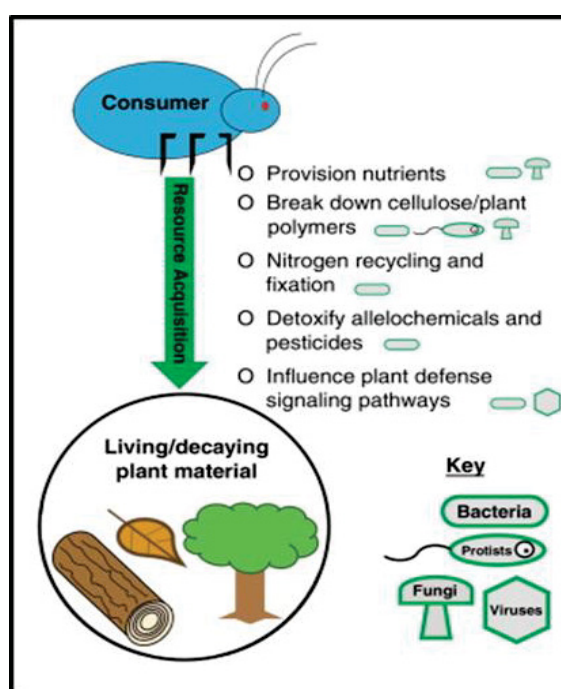 Consumer
Resource Acquisition
O Provision nutrients
O Break down cellulose/plant
polymers
O Nitrogen recycling and
fixation
O Detoxify allelochemicals and
pesticides
O Influence plant defense
signaling pathways
Living/decaying
plant material
Key
Bacteria
Protists
Fungi
Viruses